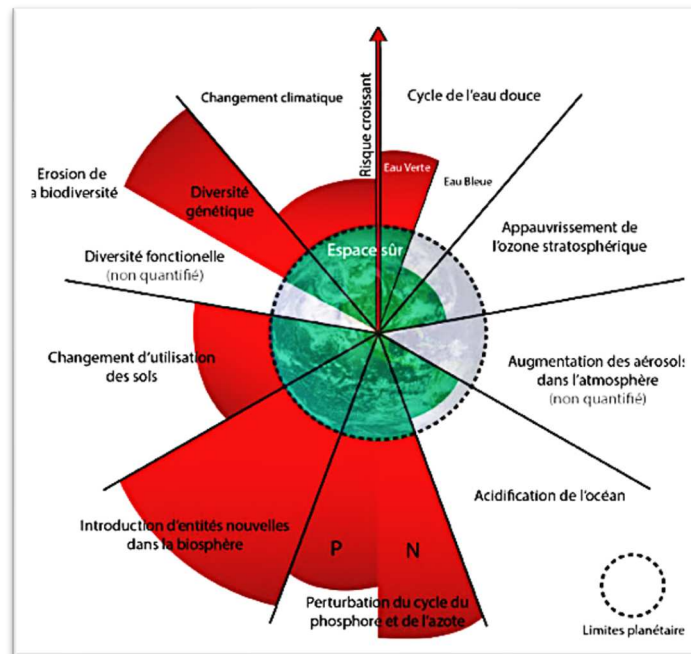 Changement climatique
Cycle de l'eau douce
Risque croissant
Eau Verte
Eau Bleue
Erosion de
a biodiversité
Diversité
génétique
Appauvrissement de
l'ozone stratosphérique
Espace sûr
Diversité fonctionelle
(non quantifié)
Changement d'utilisation
des sols
Augmentation des aérosols
dans l'atmosphère
(non quantifié)
Acidification de l'océan
Introduction d'entités nouvelles
dans la biosphère
P
N
Perturbation du cycle du
phosphore et de l'azote
Limites planétaire